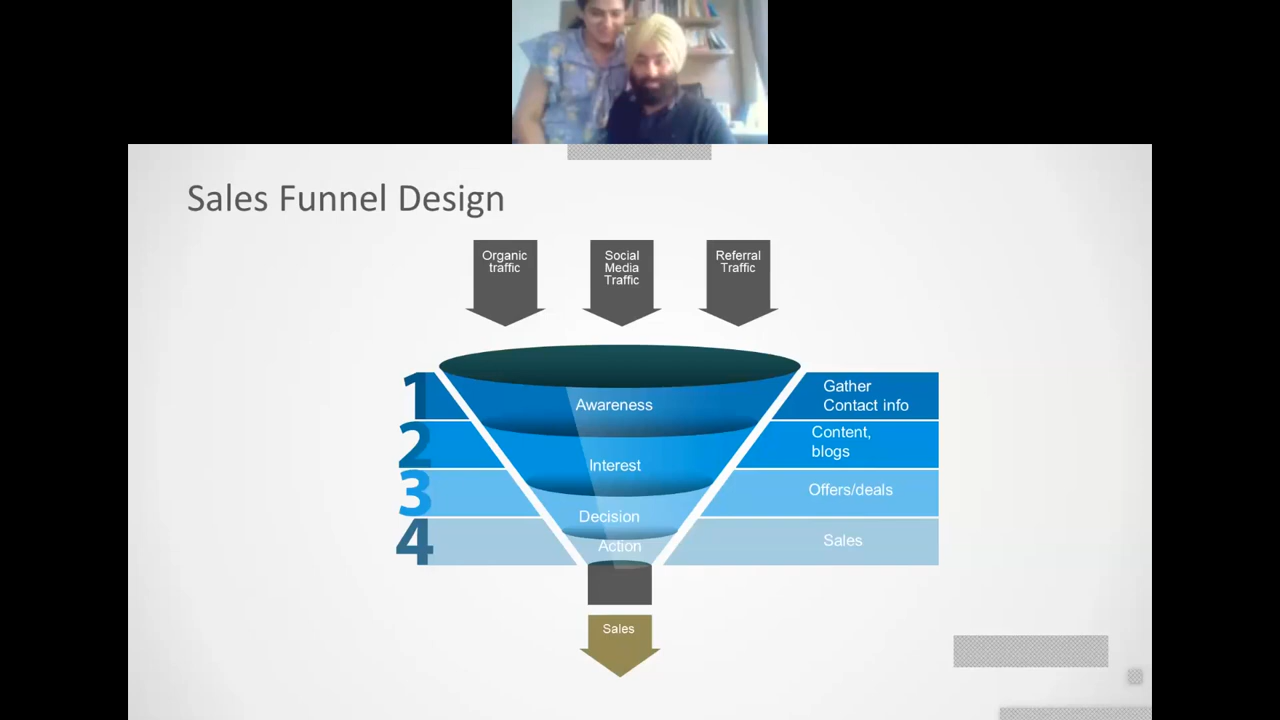 Sales Funnel Design
Organic
traffic
Social
Media
Traffic
Referral
Traffic
1
Awareness
Gather
Contact info
2
Interest
Content,
blogs
3
Decision
Offers/deals
4
Action
Sales
Sales